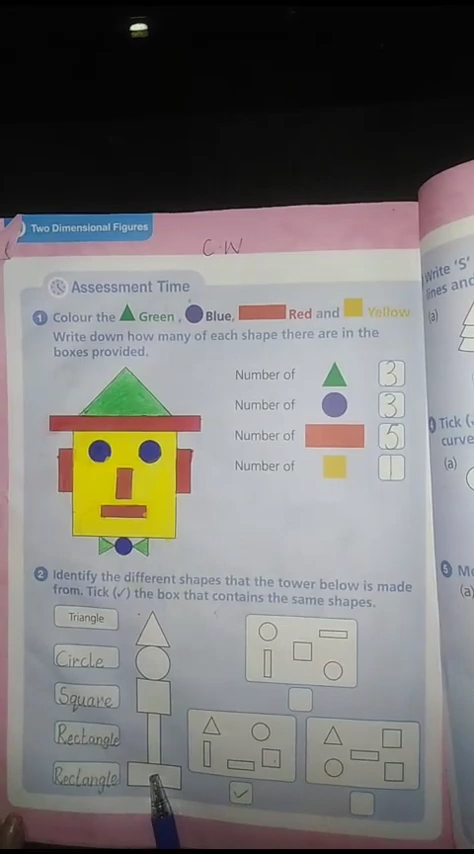 Two Dimensional Figures
C.W
Assessment Time
1 Colour the Green, Blue, Red and Yellow
Write down how many of each shape there are in the
boxes provided.
Number of 3
Number of 3
Number of 5
Number of 1
2 Identify the different shapes that the tower below is made
from. Tick (✓) the box that contains the same shapes.
Triangle
Circle
Square
Rectangle
Rectangle
✓
Write 'S'
lines and
(a)
Tick (
curve
(a)
5 Me
(a)